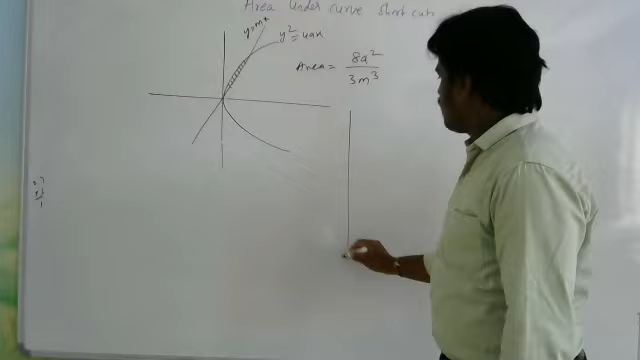 Area Under curve Short cuts
y=mx
y²=4ax
Area = 8a²/3m³